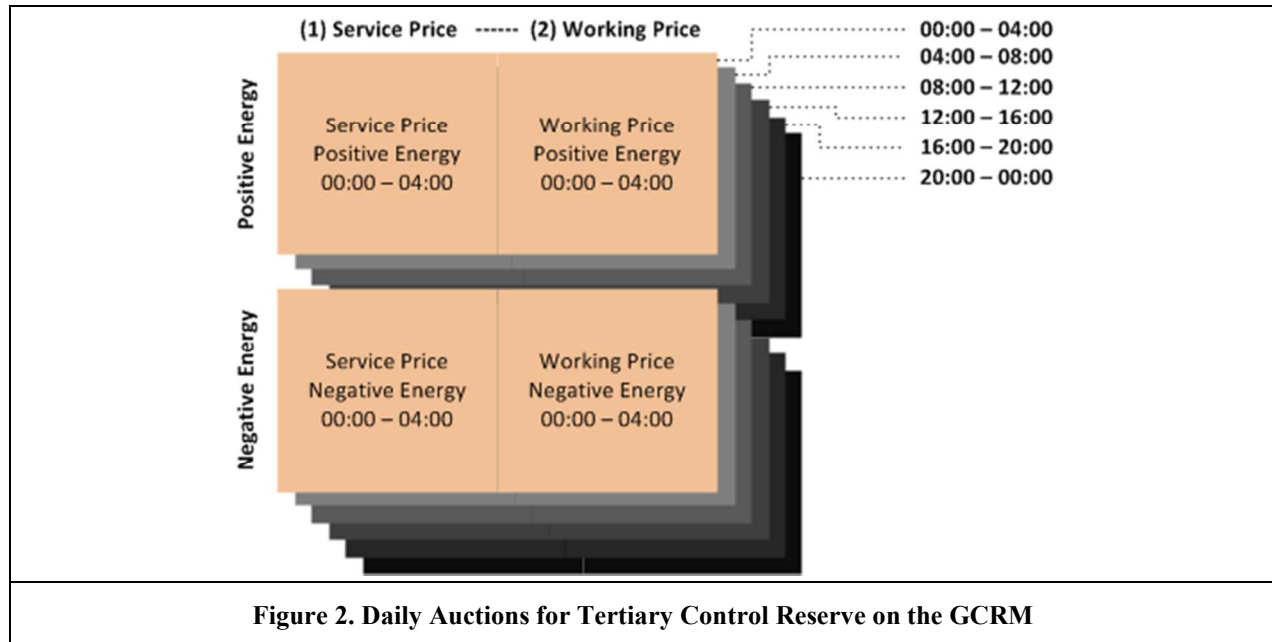 (1) Service Price ------ (2) Working Price
00:00 – 04:00
04:00 – 08:00
08:00 – 12:00
12:00 – 16:00
16:00 – 20:00
20:00 – 00:00
Positive Energy
Service Price
Positive Energy
00:00 – 04:00
Working Price
Positive Energy
00:00 – 04:00
Negative Energy
Service Price
Negative Energy
00:00 – 04:00
Working Price
Negative Energy
00:00 – 04:00
Figure 2. Daily Auctions for Tertiary Control Reserve on the GCRM